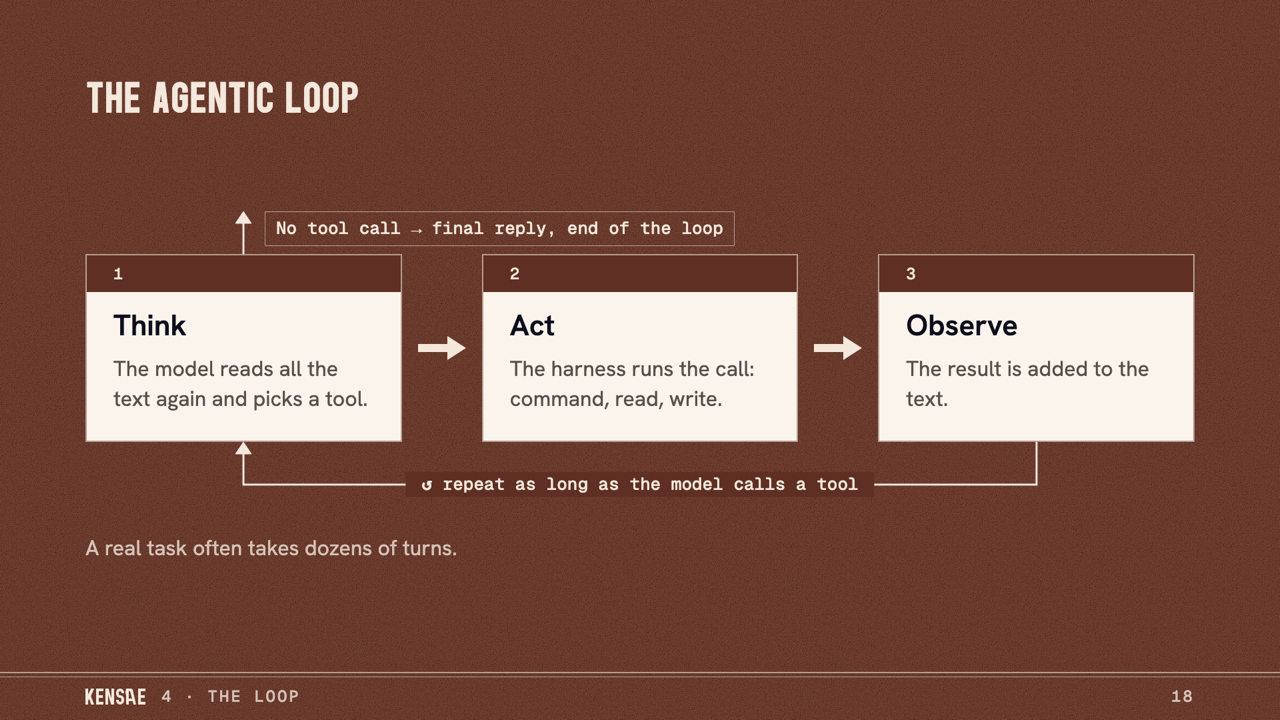 THE AGENTIC LOOP
No tool call → final reply, end of the loop
1
Think
The model reads all the
text again and picks a tool.
2
Act
The harness runs the call:
command, read, write.
3
Observe
The result is added to the
text.
↺ repeat as long as the model calls a tool
A real task often takes dozens of turns.
KENSAE 4 · THE LOOP
18